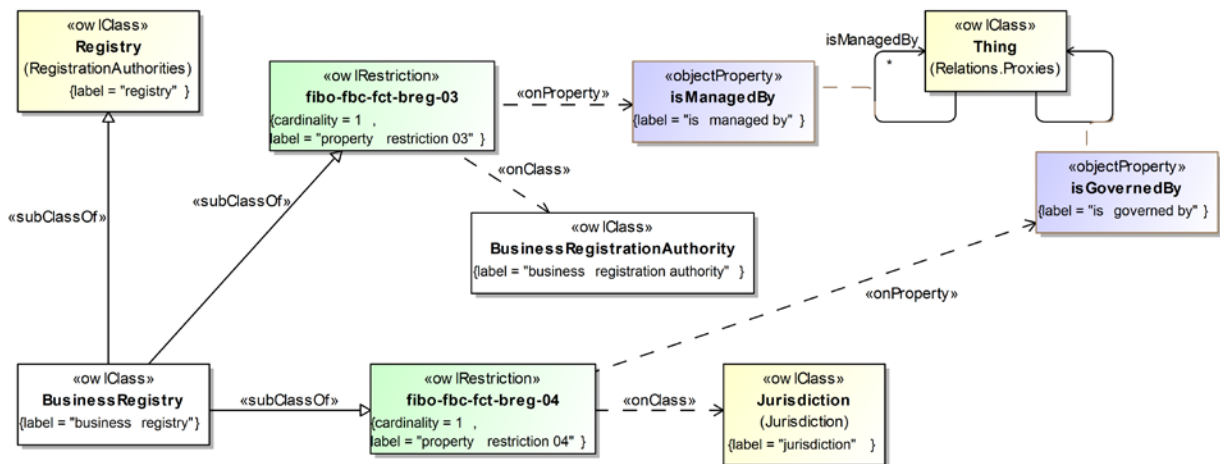 «owlClass»
Registry
(RegistrationAuthorities)
{label = "registry" }
«owlRestriction»
fibo-fbc-fct-breg-03
{cardinality = 1 ,
label = "property restriction 03" }
«onProperty»
«objectProperty»
isManagedBy
{label = "is managed by" }
isManagedBy
*
«owlClass»
Thing
(Relations.Proxies)
«objectProperty»
isGovernedBy
{label = "is governed by" }
«subClassOf»
«subClassOf»
«onClass»
«owlClass»
BusinessRegistrationAuthority
{label = "business registration authority" }
«onProperty»
«owlClass»
BusinessRegistry
{label = "business registry"}
«subClassOf»
«owlRestriction»
fibo-fbc-fct-breg-04
{cardinality = 1 ,
label = "property restriction 04" }
«onClass»
«owlClass»
Jurisdiction
(Jurisdiction)
{label = "jurisdiction" }